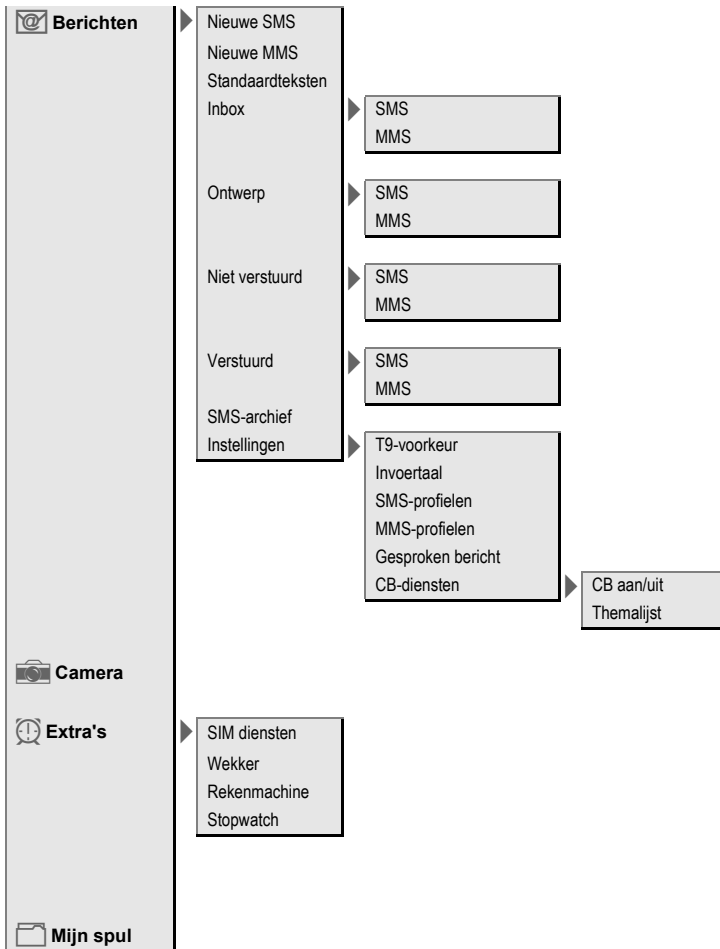 Berichten
Nieuwe SMS
Nieuwe MMS
Standaardteksten
Inbox
SMS
MMS
Ontwerp
SMS
MMS
Niet verstuurd
SMS
MMS
Verstuurd
SMS
MMS
SMS-archief
Instellingen
T9-voorkeur
Invoertaal
SMS-profielen
MMS-profielen
Gesproken bericht
CB-diensten
CB aan/uit
Themalijst
Camera
Extra's
SIM diensten
Wekker
Rekenmachine
Stopwatch
Mijn spul